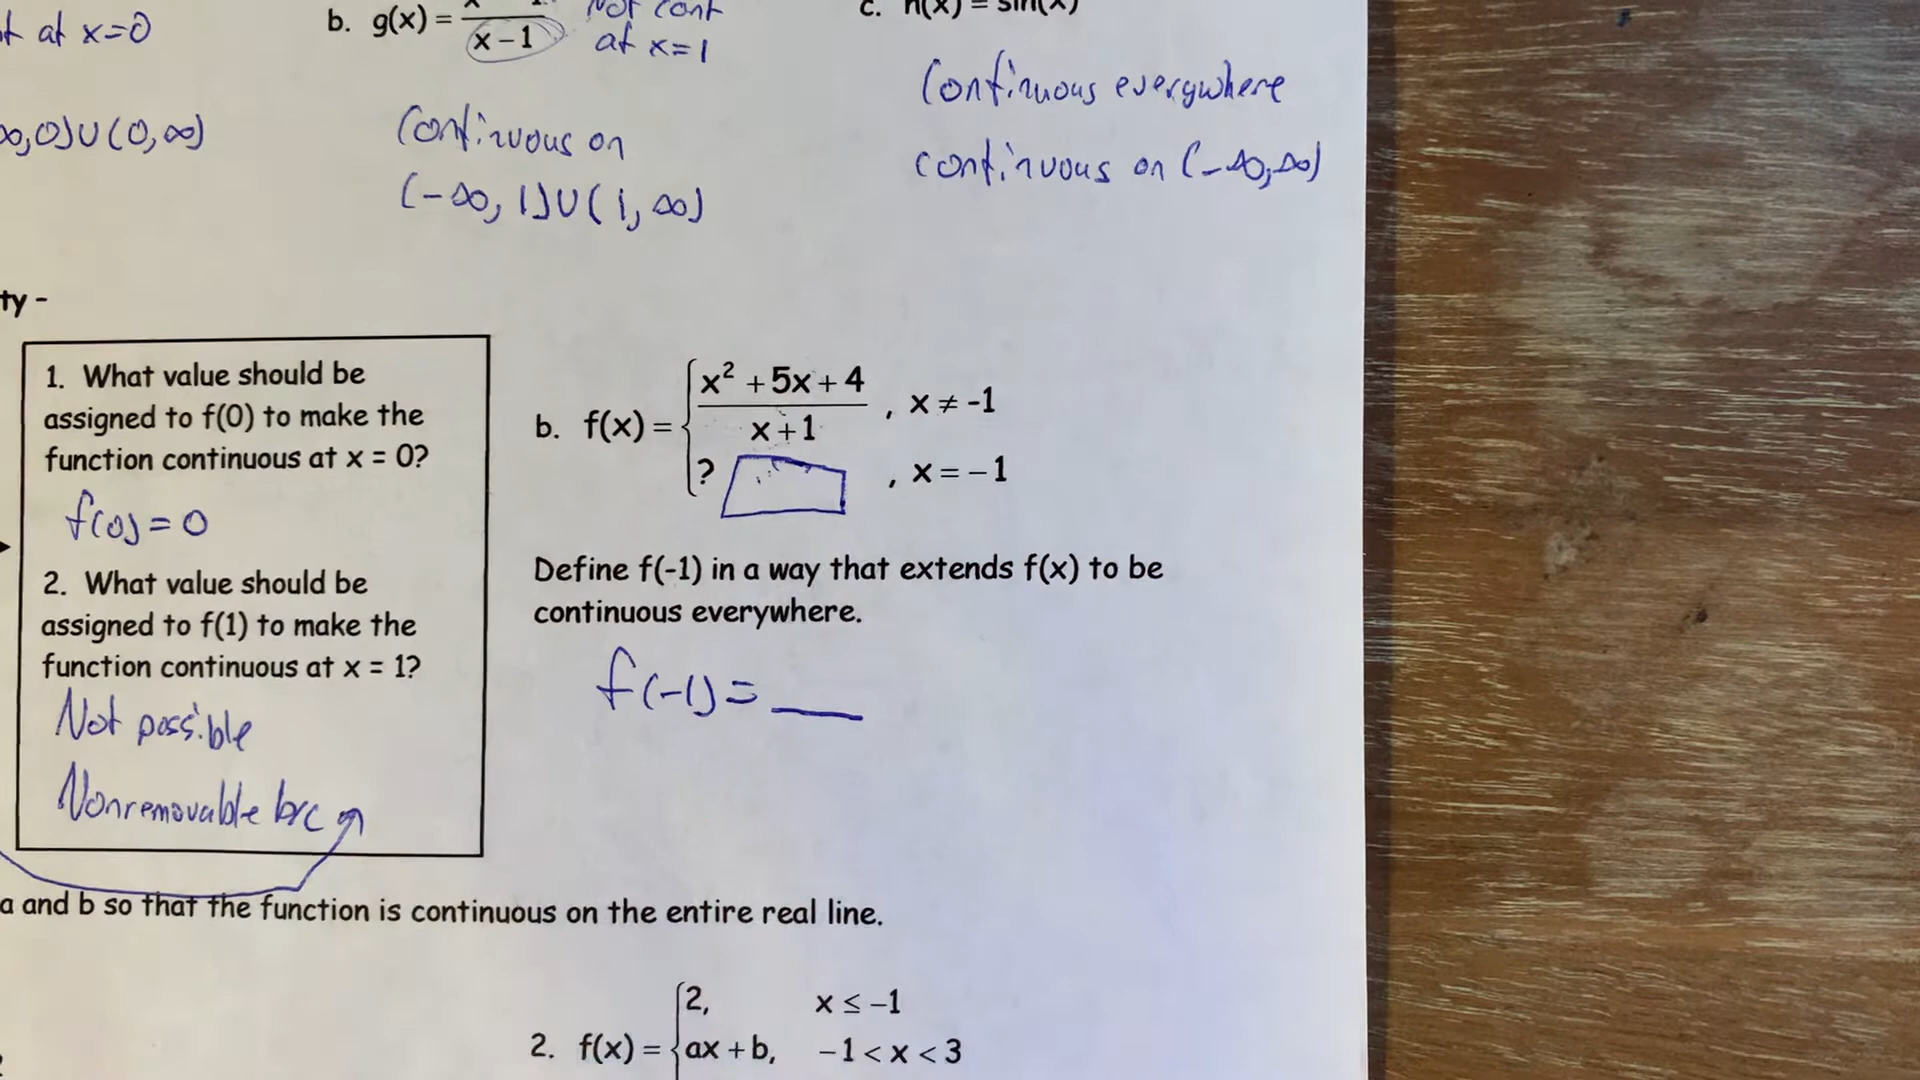 t at x=0
b. g(x) = x - 1
Not cont
at x=1
c. h(x) = sin(x)
∞,0)∪(0,∞)
Continuous on
(-∞, 1)∪(1, ∞)
Continuous everywhere
continuous on (-∞,∞)
ty -
1. What value should be
assigned to f(0) to make the
function continuous at x = 0?
f(0) = 0
2. What value should be
assigned to f(1) to make the
function continuous at x = 1?
Not possible
Nonremovable brc
b. f(x) = { x² + 5x + 4 / x + 1 , x ≠ -1
? , x = -1
Define f(-1) in a way that extends f(x) to be
continuous everywhere.
f(-1) = __
a and b so that the function is continuous on the entire real line.
2. f(x) = { 2, x ≤ -1
ax + b, -1 < x < 3